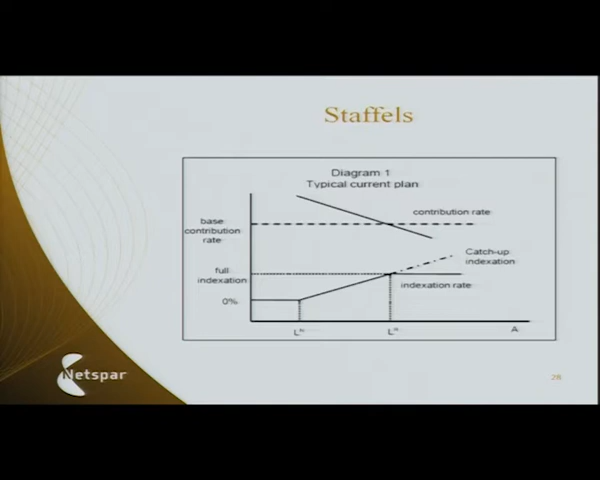 Staffels
Diagram 1
Typical current plan
contribution rate
base
contribution
rate
Catch-up
indexation
full
indexation
indexation rate
0%
A
Netspar
28